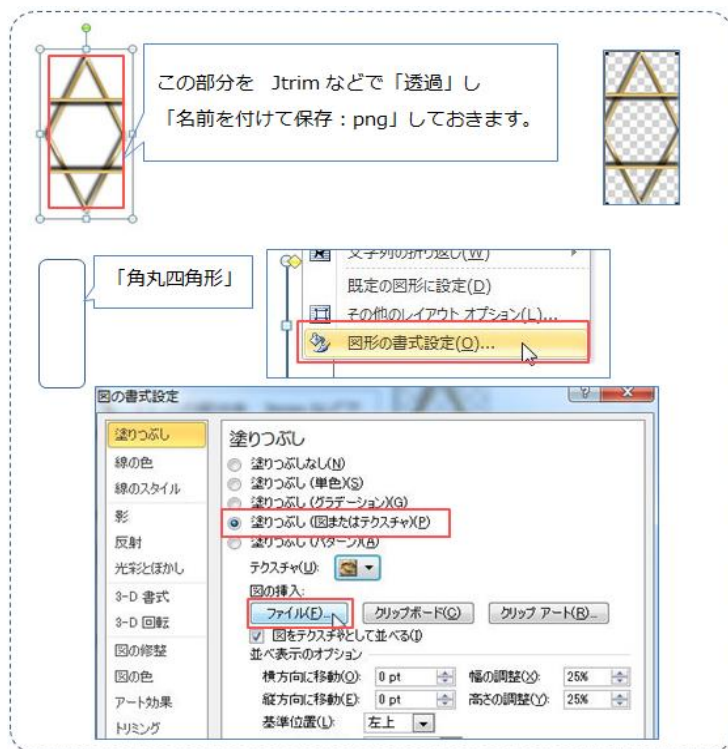 この部分を Jtrim などで「透過」し
「名前を付けて保存：png」しておきます。
「角丸四角形」
文字列の折り返し(W)
既定の図形に設定(D)
その他のレイアウト オプション(L)...
図形の書式設定(O)...
図の書式設定
塗りつぶし
線の色
線のスタイル
影
反射
光彩とぼかし
3-D 書式
3-D 回転
図の修整
図の色
アート効果
トリミング
塗りつぶし
塗りつぶしなし(N)
塗りつぶし (単色)(S)
塗りつぶし (グラデーション)(G)
塗りつぶし (図またはテクスチャ)(P)
塗りつぶし (パターン)(A)
テクスチャ(U):
図の挿入:
ファイル(F)... クリップボード(C) クリップ アート(R)...
図をテクスチャとして並べる(I)
並べ表示のオプション
横方向に移動(O): 0 pt 幅の調整(X): 25%
縦方向に移動(E): 0 pt 高さの調整(Y): 25%
基準位置(L): 左上